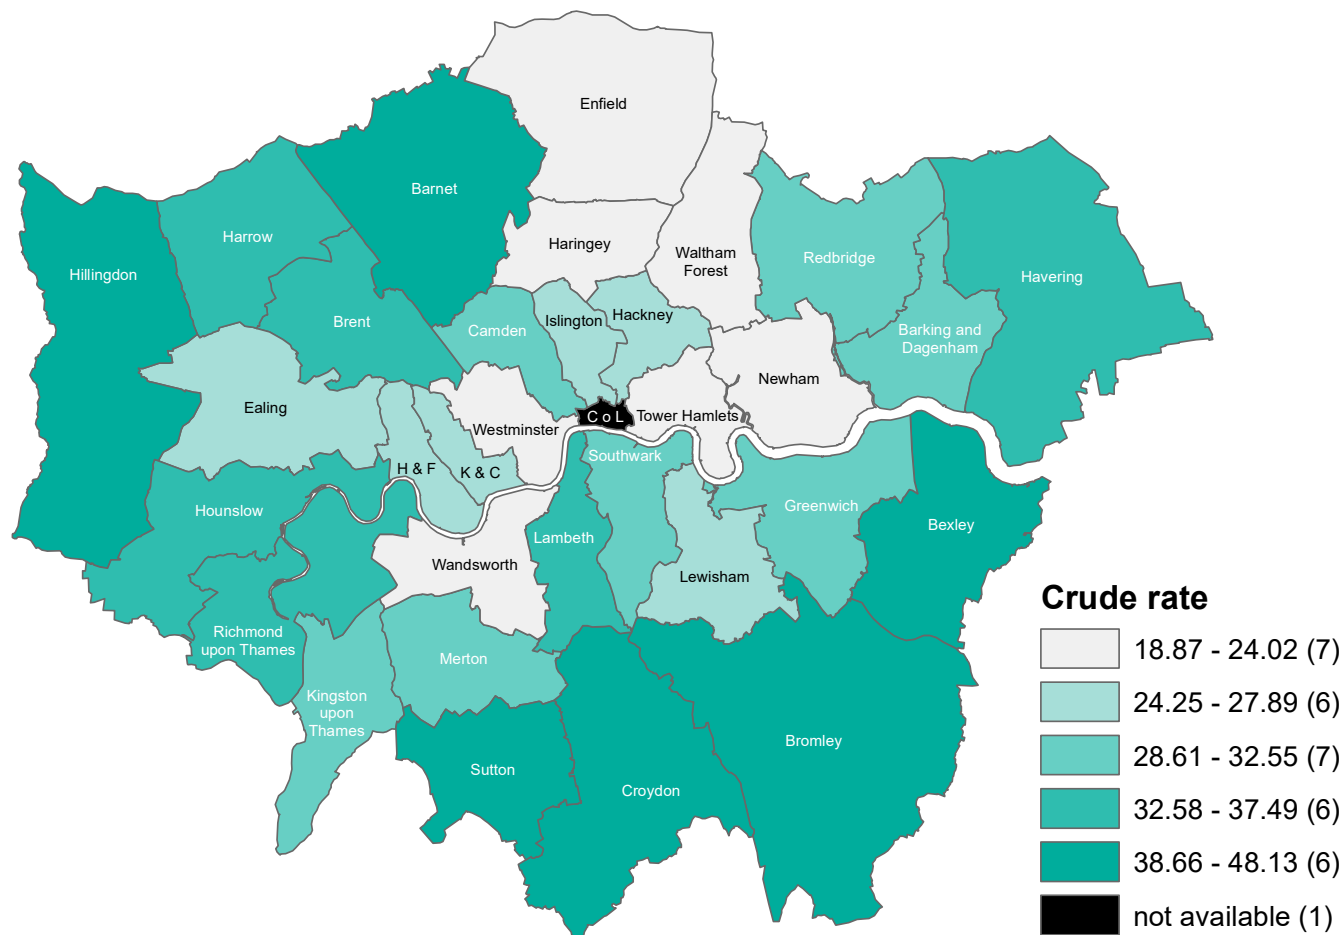 Enfield
Barnet
Harrow
Haringey
Waltham
Forest
Redbridge
Hillingdon
Havering
Brent
Camden
Islington
Hackney
Barking and
Dagenham
Newham
Ealing
Westminster
C o L
Tower Hamlets
H & F
K & C
Southwark
Greenwich
Hounslow
Bexley
Lambeth
Wandsworth
Lewisham
Richmond
upon Thames
Merton
Kingston
upon
Thames
Sutton
Croydon
Bromley
Crude rate
18.87 - 24.02 (7)
24.25 - 27.89 (6)
28.61 - 32.55 (7)
32.58 - 37.49 (6)
38.66 - 48.13 (6)
not available (1)